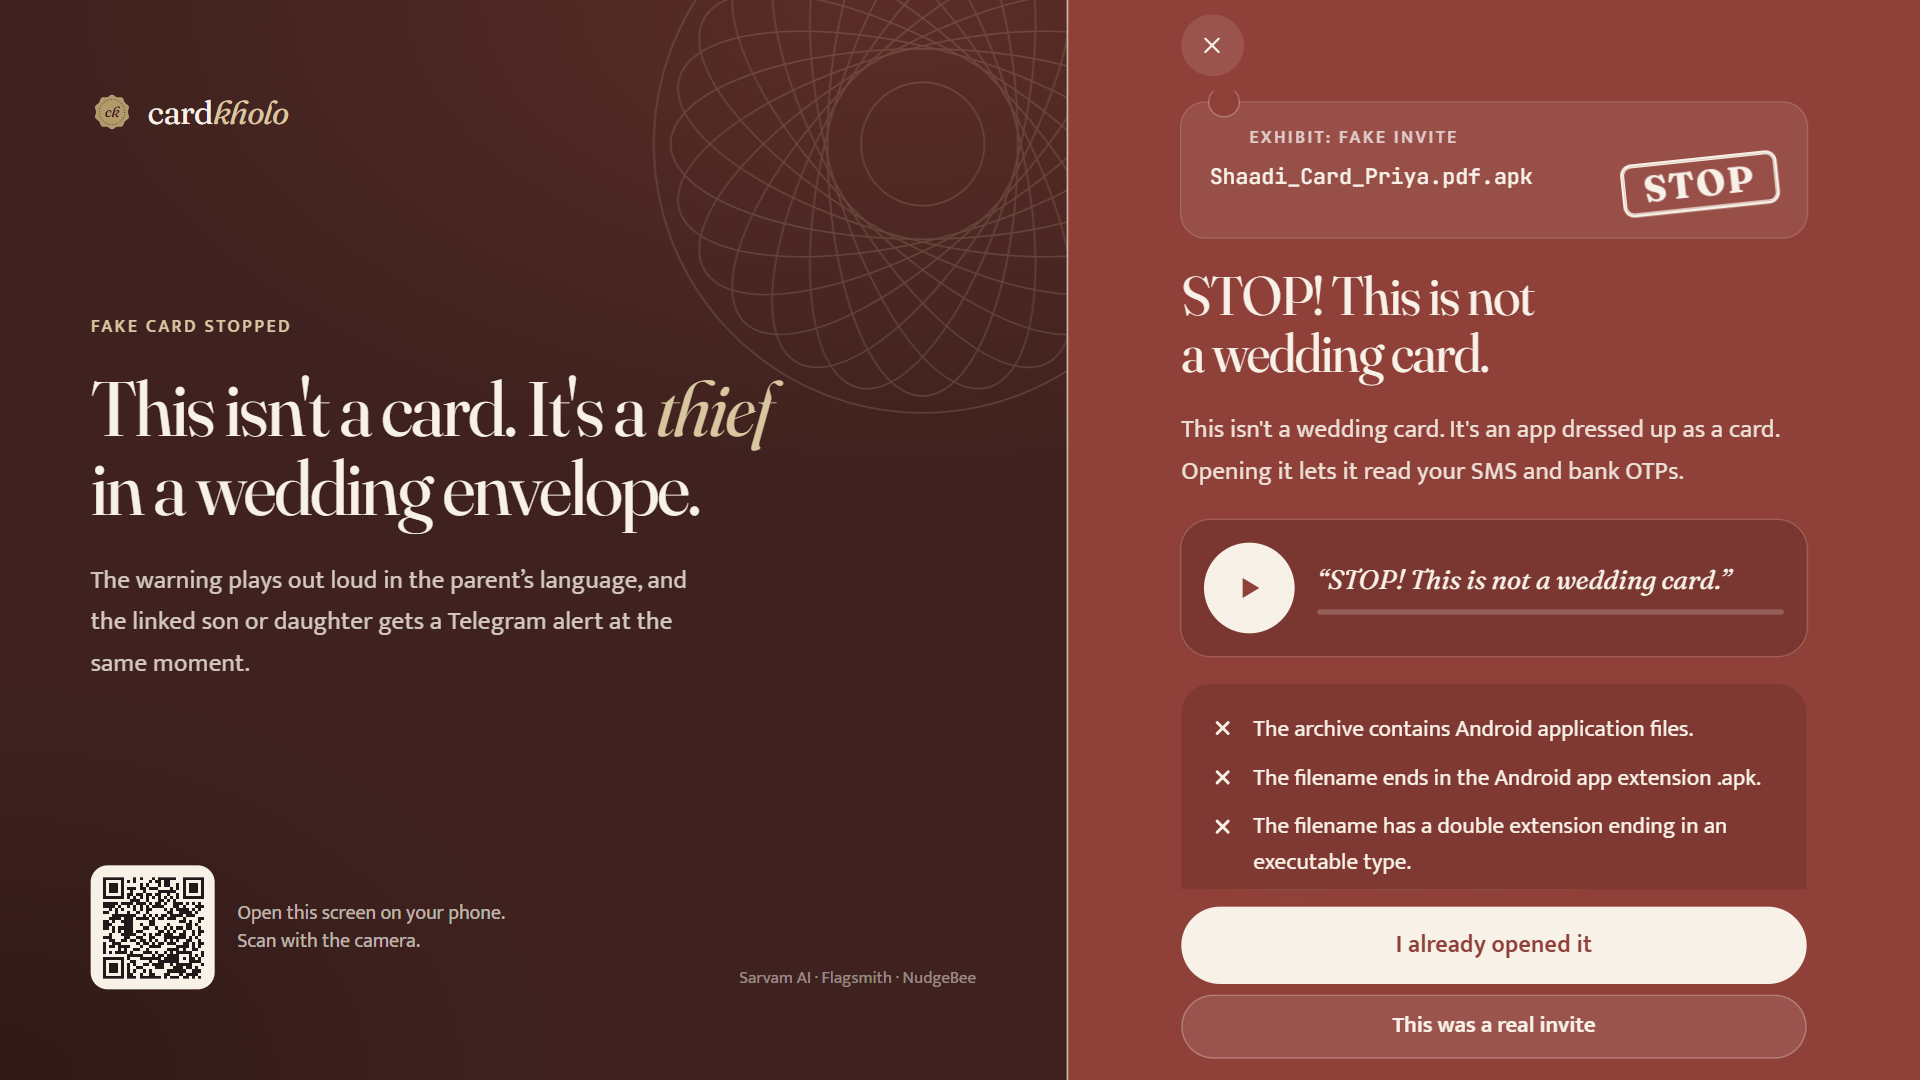 ck
cardkholo
FAKE CARD STOPPED
This isn't a card. It's a thief
in a wedding envelope.
The warning plays out loud in the parent’s language, and
the linked son or daughter gets a Telegram alert at the
same moment.
Open this screen on your phone.
Scan with the camera.
Sarvam AI · Flagsmith · NudgeBee
EXHIBIT: FAKE INVITE
Shaadi_Card_Priya.pdf.apk
STOP
STOP! This is not
a wedding card.
This isn't a wedding card. It's an app dressed up as a card.
Opening it lets it read your SMS and bank OTPs.
“STOP! This is not a wedding card.”
The archive contains Android application files.
The filename ends in the Android app extension .apk.
The filename has a double extension ending in an
executable type.
I already opened it
This was a real invite